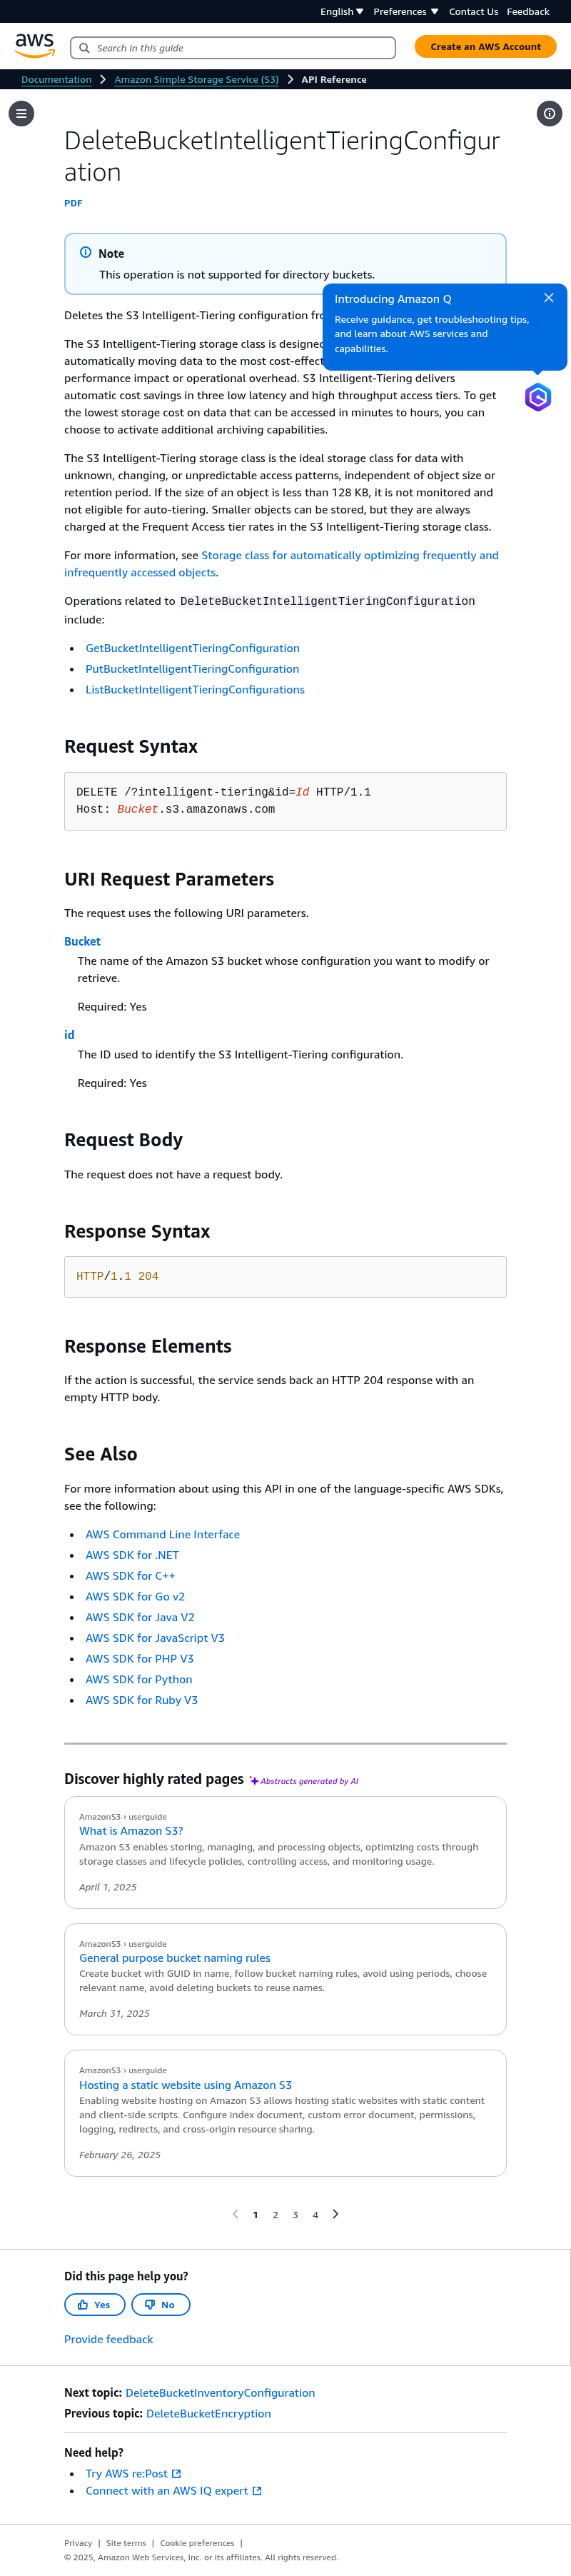 English Preferences Contact Us Feedback
aws Search in this guide Create an AWS Account
Documentation Amazon Simple Storage Service (S3) API Reference
DeleteBucketIntelligentTieringConfigur
ation
PDF
Note
This operation is not supported for directory buckets.
Introducing Amazon Q
Receive guidance, get troubleshooting tips,
and learn about AWS services and
capabilities.
Deletes the S3 Intelligent-Tiering configuration
The S3 Intelligent-Tiering storage class is designed
automatically moving data to the most
performance impact or operational overhead. S3 Intelligent-Tiering delivers
automatic cost savings in three low latency and high throughput access tiers. To get
the lowest storage cost on data that can be accessed in minutes to hours, you can
choose to activate additional archiving capabilities.
The S3 Intelligent-Tiering storage class is the ideal storage class for data with
unknown, changing, or unpredictable access patterns, independent of object size or
retention period. If the size of an object is less than 128 KB, it is not monitored and
not eligible for auto-tiering. Smaller objects can be stored, but they are always
charged at the Frequent Access tier rates in the S3 Intelligent-Tiering storage class.
For more information, see Storage class for automatically optimizing frequently and
infrequently accessed objects.
Operations related to DeleteBucketIntelligentTieringConfiguration
include:
• GetBucketIntelligentTieringConfiguration
• PutBucketIntelligentTieringConfiguration
• ListBucketIntelligentTieringConfigurations
Request Syntax
DELETE /?intelligent-tiering&id=Id HTTP/1.1
Host: Bucket.s3.amazonaws.com
URI Request Parameters
The request uses the following URI parameters.
Bucket
The name of the Amazon S3 bucket whose configuration you want to modify or
retrieve.
Required: Yes
id
The ID used to identify the S3 Intelligent-Tiering configuration.
Required: Yes
Request Body
The request does not have a request body.
Response Syntax
HTTP/1.1 204
Response Elements
If the action is successful, the service sends back an HTTP 204 response with an
empty HTTP body.
See Also
For more information about using this API in one of the language-specific AWS SDKs,
see the following:
• AWS Command Line Interface
• AWS SDK for .NET
• AWS SDK for C++
• AWS SDK for Go v2
• AWS SDK for Java V2
• AWS SDK for JavaScript V3
• AWS SDK for PHP V3
• AWS SDK for Python
• AWS SDK for Ruby V3
Discover highly rated pages Abstracts generated by AI
AmazonS3 › userguide
What is Amazon S3?
Amazon S3 enables storing, managing, and processing objects, optimizing costs through
storage classes and lifecycle policies, controlling access, and monitoring usage.
April 1, 2025
AmazonS3 › userguide
General purpose bucket naming rules
Create bucket with GUID in name, follow bucket naming rules, avoid using periods, choose
relevant name, avoid deleting buckets to reuse names.
March 31, 2025
AmazonS3 › userguide
Hosting a static website using Amazon S3
Enabling website hosting on Amazon S3 allows hosting static websites with static content
and client-side scripts. Configure index document, custom error document, permissions,
logging, redirects, and cross-origin resource sharing.
February 26, 2025
1 2 3 4
Did this page help you?
Yes No
Provide feedback
Next topic: DeleteBucketInventoryConfiguration
Previous topic: DeleteBucketEncryption
Need help?
• Try AWS re:Post
• Connect with an AWS IQ expert
Privacy | Site terms | Cookie preferences |
© 2025, Amazon Web Services, Inc. or its affiliates. All rights reserved.